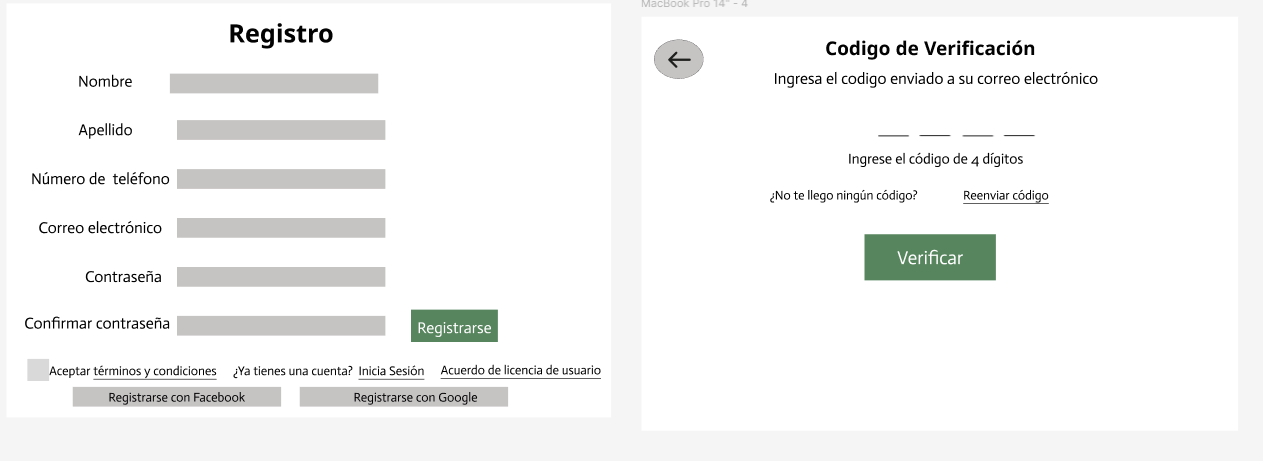 MacBook Pro 14" - 4
Registro
Nombre
Apellido
Número de teléfono
Correo electrónico
Contraseña
Confirmar contraseña
Registrarse
Aceptar términos y condiciones
¿Ya tienes una cuenta? Inicia Sesión
Acuerdo de licencia de usuario
Registrarse con Facebook
Registrarse con Google
Codigo de Verificación
Ingresa el codigo enviado a su correo electrónico
Ingrese el código de 4 dígitos
¿No te llego ningún código?
Reenviar código
Verificar